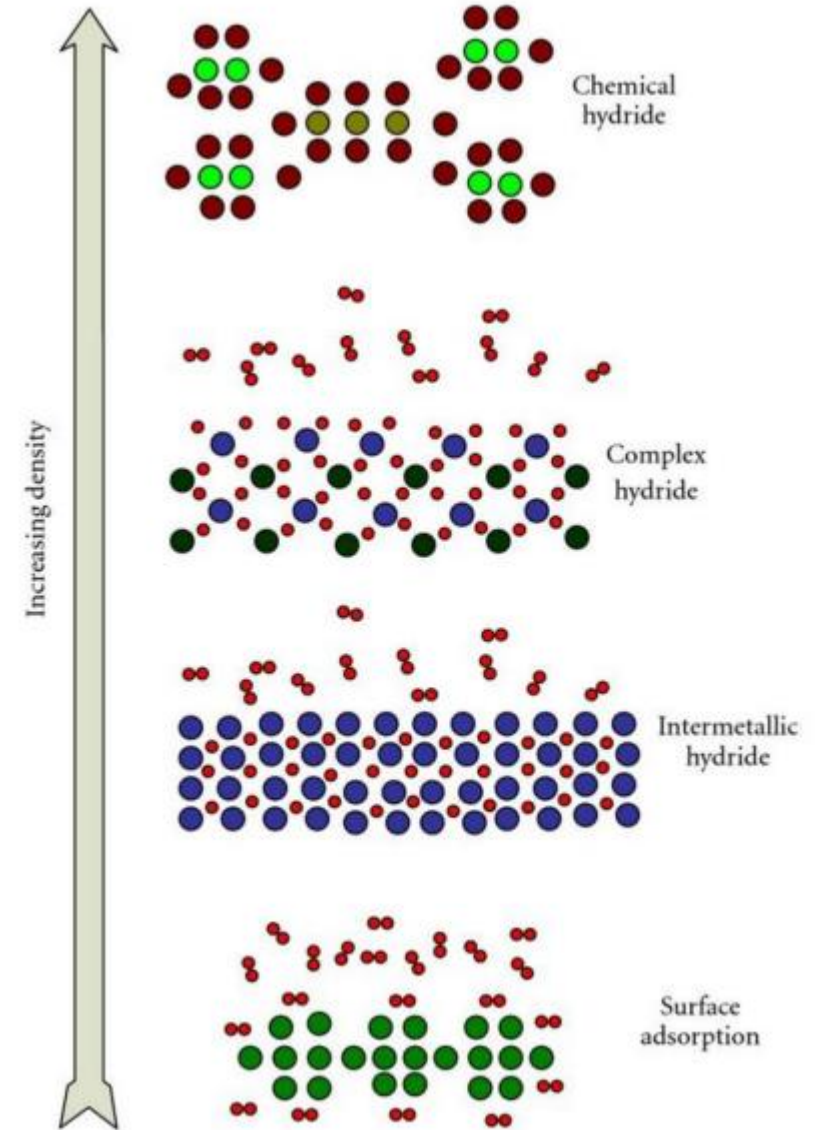 Increasing density
Chemical
hydride
Complex
hydride
Intermetallic
hydride
Surface
adsorption